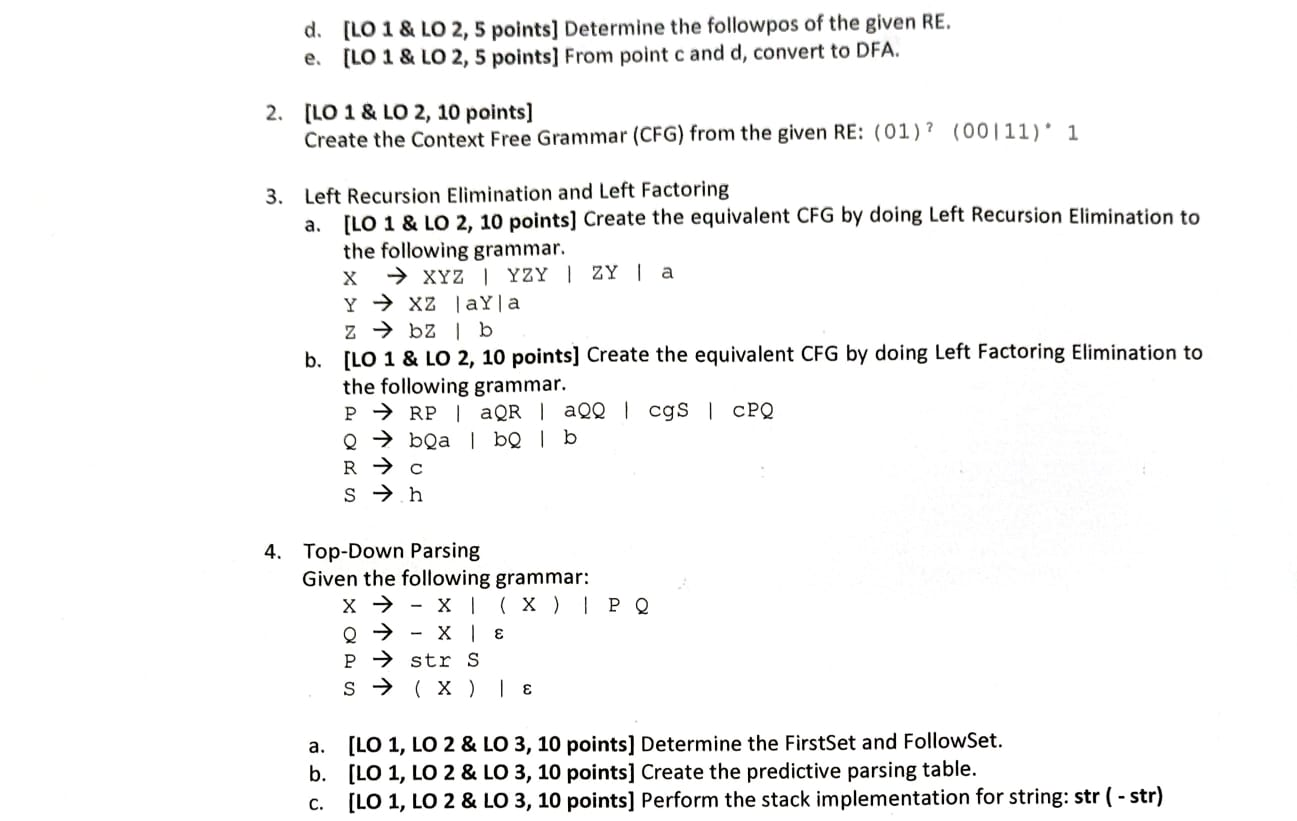 d. [LO 1 & LO 2, 5 points] Determine the followpos of the given RE.
e. [LO 1 & LO 2, 5 points] From point c and d, convert to DFA.
2. [LO 1 & LO 2, 10 points]
Create the Context Free Grammar (CFG) from the given RE: (01)? (00|11)* 1
3. Left Recursion Elimination and Left Factoring
a. [LO 1 & LO 2, 10 points] Create the equivalent CFG by doing Left Recursion Elimination to
the following grammar.
X → XYZ | YZY | ZY | a
Y → XZ |aY|a
Z → bZ | b
b. [LO 1 & LO 2, 10 points] Create the equivalent CFG by doing Left Factoring Elimination to
the following grammar.
P → RP | aQR | aQQ | cgS | cPQ
Q → bQa | bQ | b
R → c
S → h
4. Top-Down Parsing
Given the following grammar:
X → - X | ( X ) | P Q
Q → - X | ε
P → str S
S → ( X ) | ε
a. [LO 1, LO 2 & LO 3, 10 points] Determine the FirstSet and FollowSet.
b. [LO 1, LO 2 & LO 3, 10 points] Create the predictive parsing table.
c. [LO 1, LO 2 & LO 3, 10 points] Perform the stack implementation for string: str ( - str)